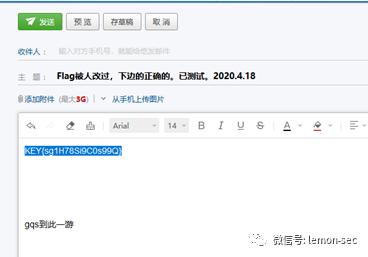 发送 预 览 存草稿 取 消
收件人： 输入对方手机号，就能给您发邮件
主 题： Flag被人改过，下边的正确的。已测试。2020.4.18
添加附件 (最大3G) | 从手机上传图片
Arial 14 B I U S A
KEY{sg1H78Si9C0s99Q}
gqs到此一游
微信号: lemon-sec